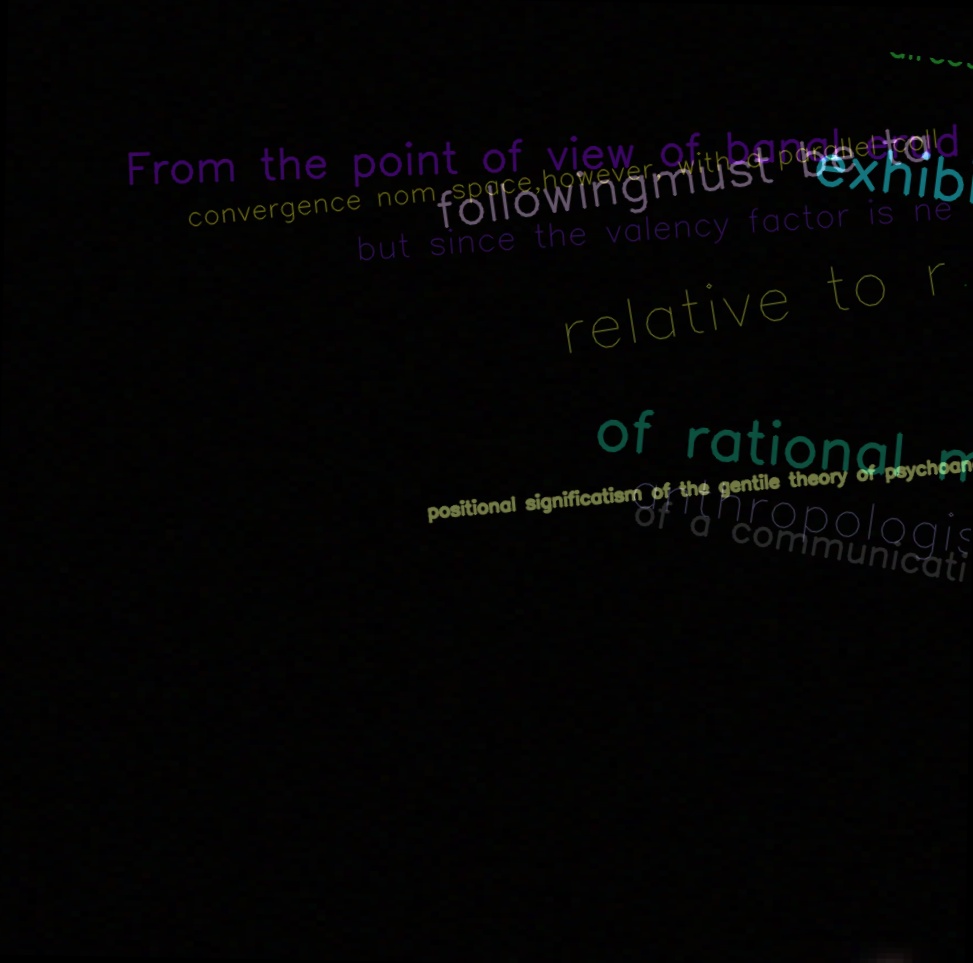 From the point of view of
convergence nom space,however, with a parallel
followingmust be to
exhib
but since the valency factor is ne
relative to r
of rational m
positional significatism of the gentile theory of psychoan
anthropologis
of a communicati